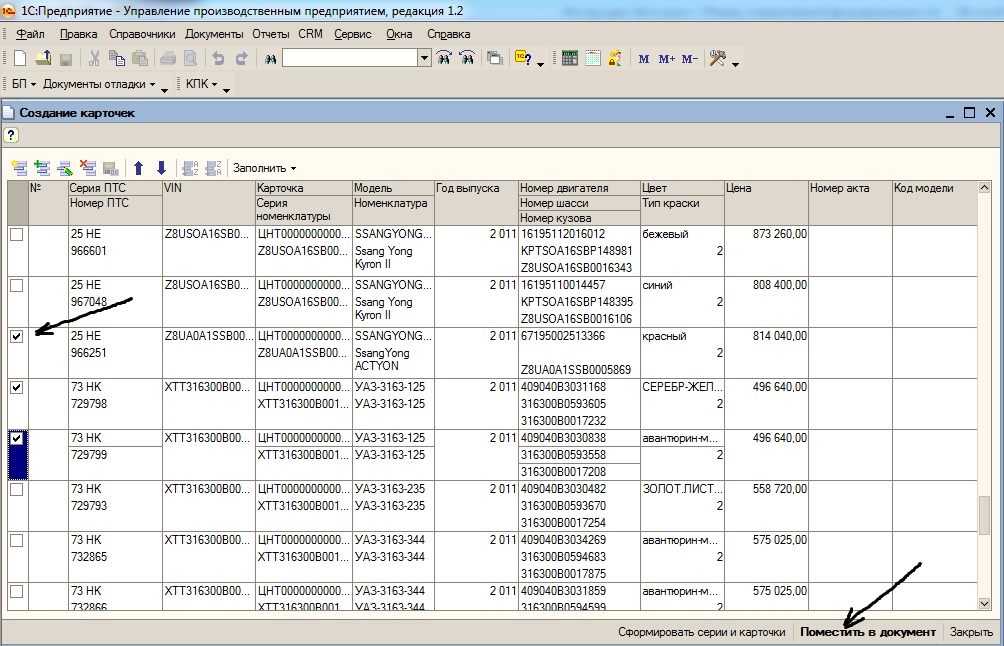 1С:Предприятие - Управление производственным предприятием, редакция 1.2
Файл Правка Справочники Документы Отчеты CRM Сервис Окна Справка
M M+ M-
БП Документы отладки КПК
Создание карточек
?
Заполнить
№ Серия ПТС VIN Карточка Модель Год выпуска Номер двигателя Цвет Цена Номер акта Код модели
Номер ПТС Серия номенклатуры Номенклатура Номер шасси Тип краски
Номер кузова
25 НЕ Z8USOA16SB0... ЦНТ0000000000... SSANGYONG... 2 011 16195112016012 бежевый 873 260,00
966601 Z8USOA16SB00... Ssang Yong KPTSOA16SBP148981 2
Kyron II Z8USOA16SB0016343
25 НЕ Z8USOA16SB0... ЦНТ0000000000... SSANGYONG... 2 011 16195110014457 синий 808 400,00
967048 Z8USOA16SB00... Ssang Yong KPTSOA16SBP148395 2
Kyron II Z8USOA16SB0016106
25 НЕ Z8UA0A1SSB00... ЦНТ0000000000... SSANGYONG... 2 011 67195002513366 красный 814 040,00
966251 Z8UA0A1SSB00... SsangYong 2
ACTYON Z8UA0A1SSB0005869
73 НК XTT316300B00... ЦНТ0000000000... УАЗ-3163-125 2 011 409040B3031168 СЕРЕБР-ЖЕЛ... 496 640,00
729798 XTT316300B001... УАЗ-3163-125 316300B0593605 2
316300B0017232
73 НК XTT316300B00... ЦНТ0000000000... УАЗ-3163-125 2 011 409040B3030838 авантюрин-м... 496 640,00
729799 XTT316300B001... УАЗ-3163-125 316300B0593558 2
316300B0017208
73 НК XTT316300B00... ЦНТ0000000000... УАЗ-3163-235 2 011 409040B3030482 ЗОЛОТ.ЛИСТ... 558 720,00
729793 XTT316300B001... УАЗ-3163-235 316300B0593670 2
316300B0017254
73 НК XTT316300B00... ЦНТ0000000000... УАЗ-3163-344 2 011 409040B3034269 авантюрин-м... 575 025,00
732865 XTT316300B001... УАЗ-3163-344 316300B0594683 2
316300B0017875
73 НК XTT316300B00... ЦНТ0000000000... УАЗ-3163-344 2 011 409040B3031859 авантюрин-м... 575 025,00
732866 XTT316300B001 УАЗ-3163-344 316300B0594599 2
Сформировать серии и карточки Поместить в документ Закрыть